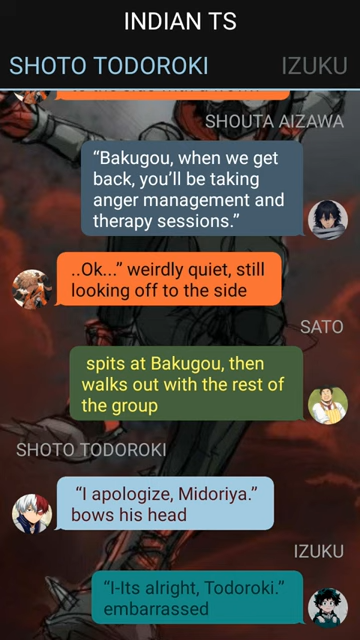 INDIAN TS
SHOTO TODOROKI IZUKU
SHOUTA AIZAWA
“Bakugou, when we get
back, you’ll be taking
anger management and
therapy sessions.”
..Ok...” weirdly quiet, still
looking off to the side
SATO
spits at Bakugou, then
walks out with the rest of
the group
SHOTO TODOROKI
“I apologize, Midoriya.”
bows his head
IZUKU
“I-Its alright, Todoroki.”
embarrassed